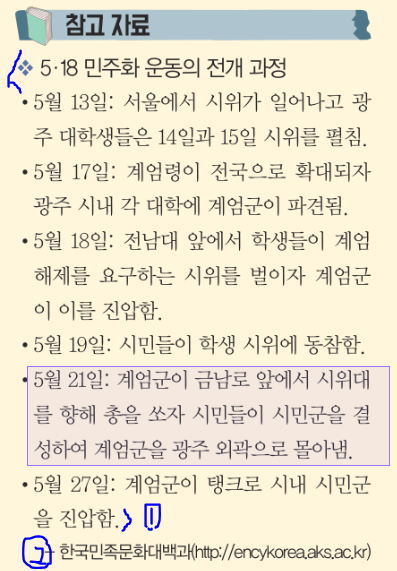 참고 자료
❖ 5·18 민주화 운동의 전개 과정
• 5월 13일: 서울에서 시위가 일어나고 광
주 대학생들은 14일과 15일 시위를 펼침.
• 5월 17일: 계엄령이 전국으로 확대되자
광주 시내 각 대학에 계엄군이 파견됨.
• 5월 18일: 전남대 앞에서 학생들이 계엄
해제를 요구하는 시위를 벌이자 계엄군
이 이를 진압함.
• 5월 19일: 시민들이 학생 시위에 동참함.
• 5월 21일: 계엄군이 금남로 앞에서 시위대
를 향해 총을 쏘자 시민들이 시민군을 결
성하여 계엄군을 광주 외곽으로 몰아냄.
• 5월 27일: 계엄군이 탱크로 시내 시민군
을 진압함.
- 한국민족문화대백과(http://encykorea.aks.ac.kr)